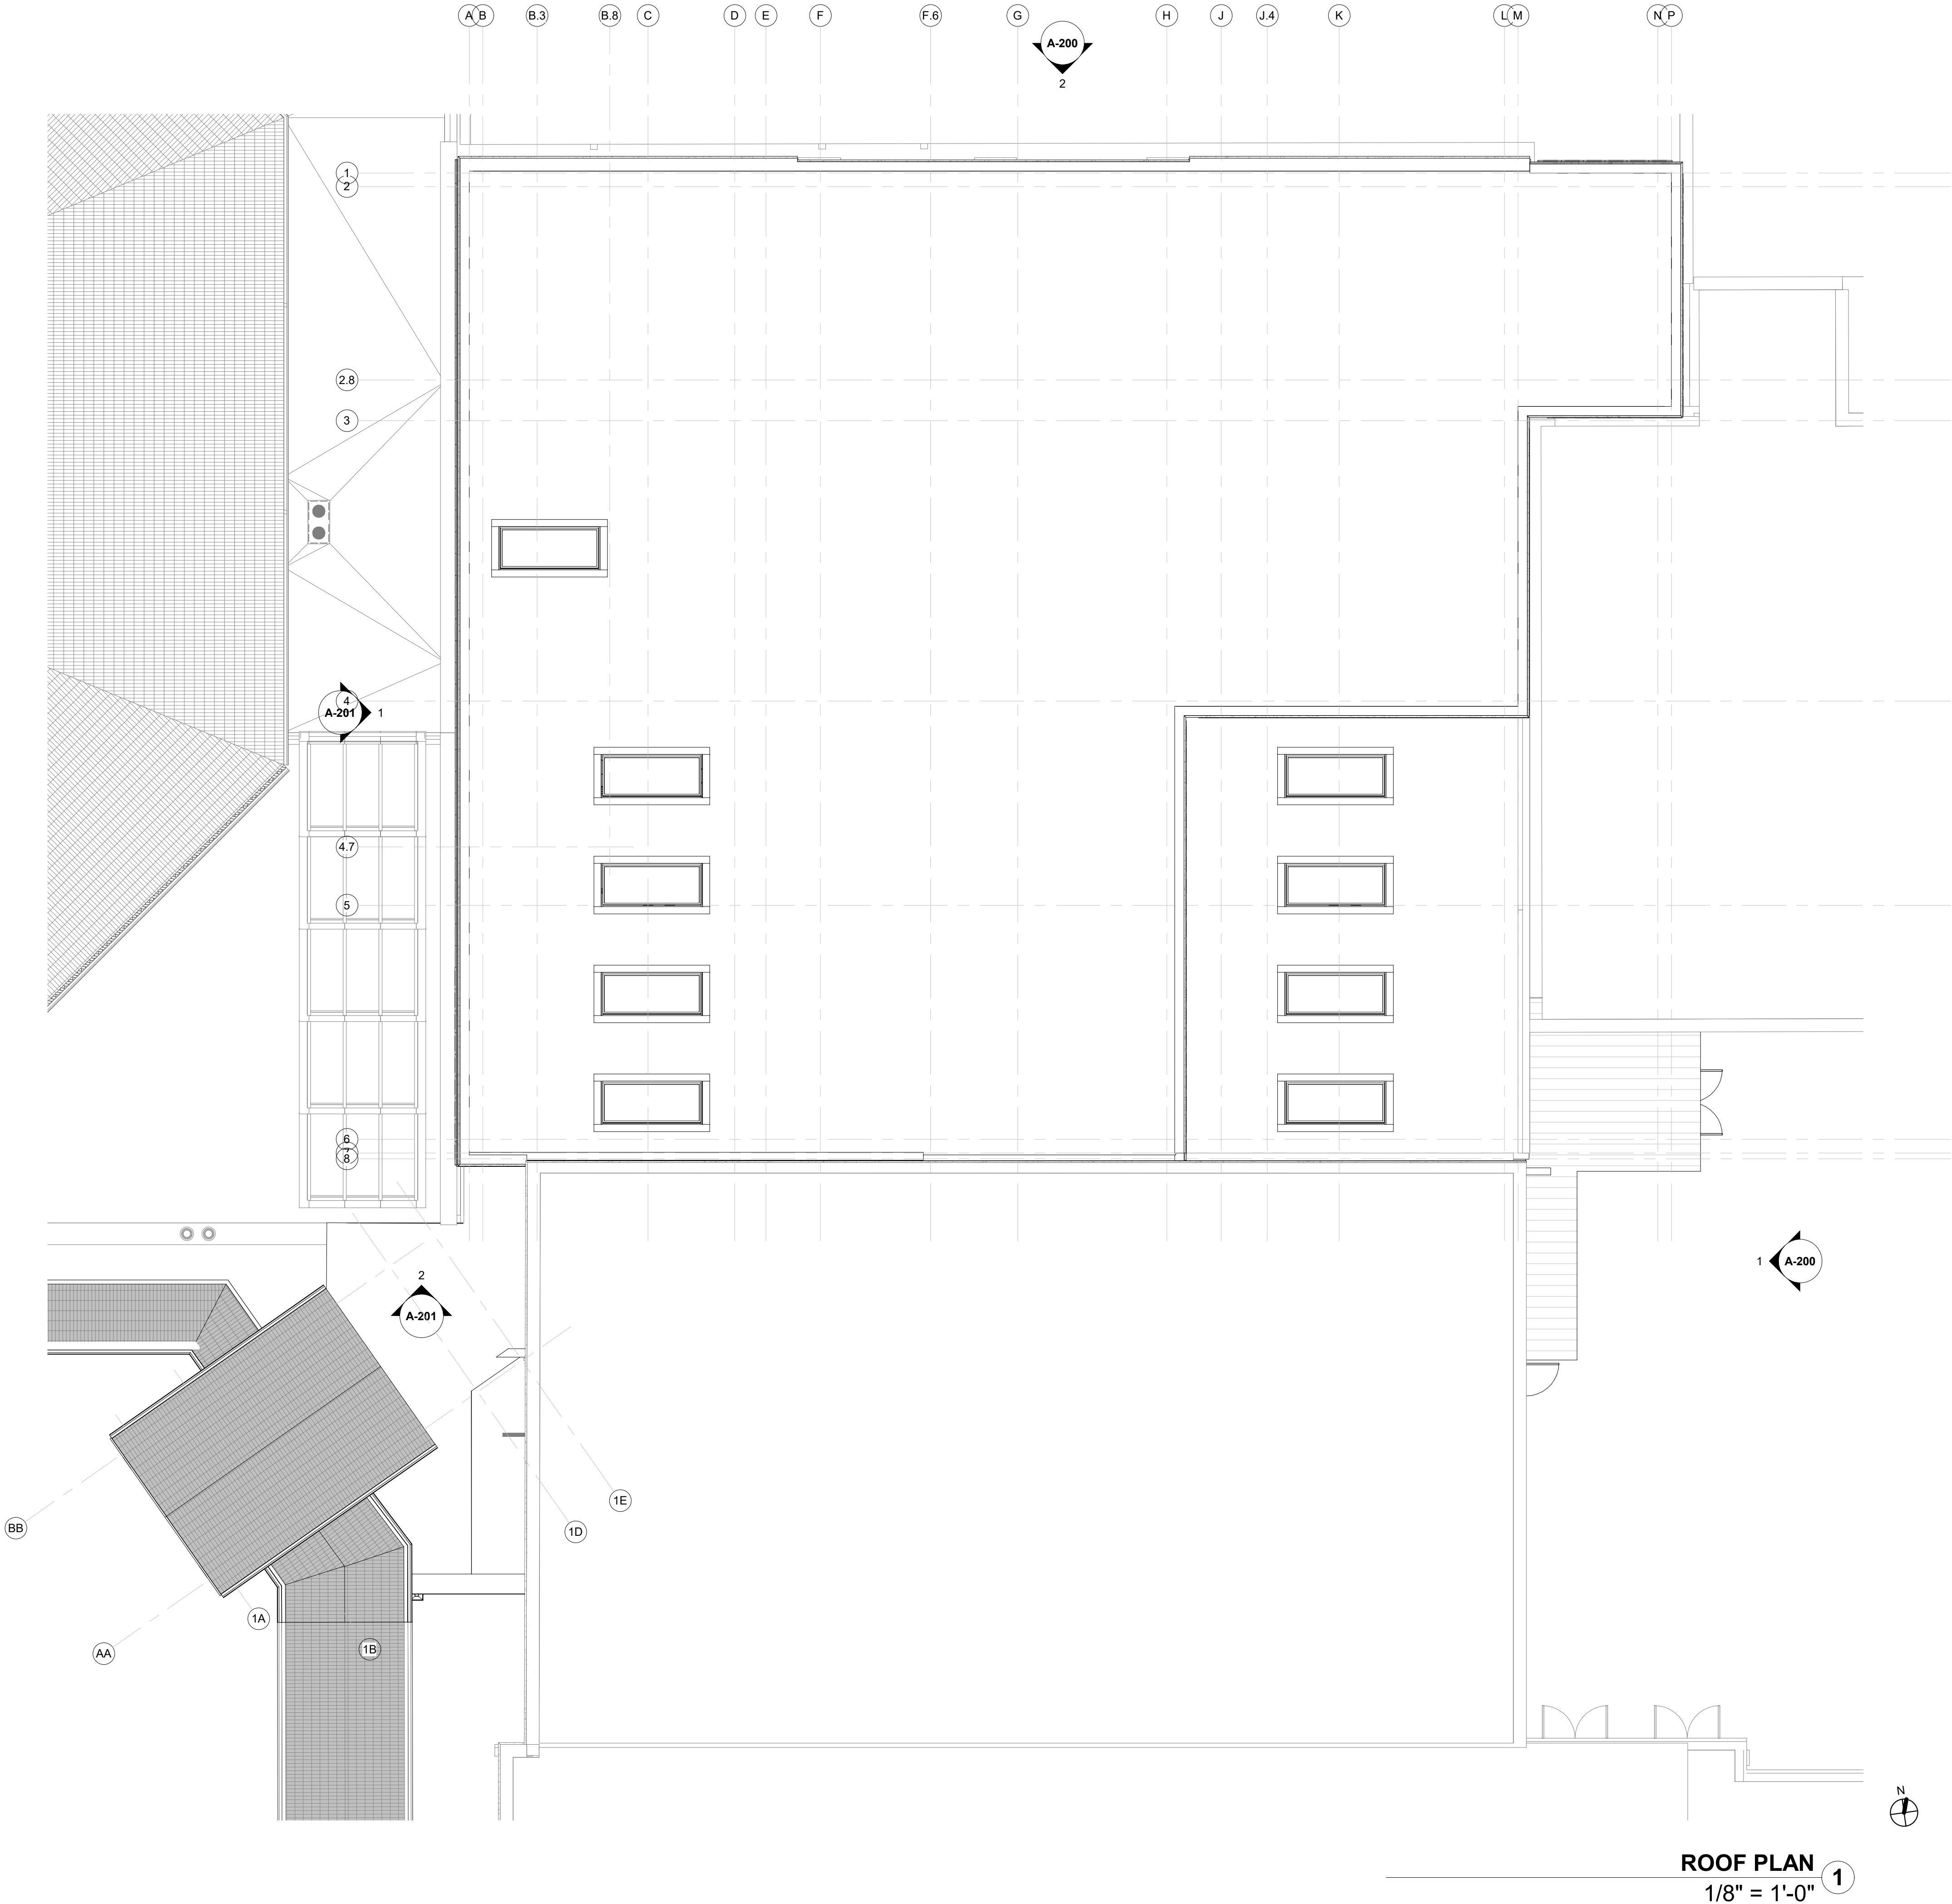 A B B.3 B.8 C D E F F.6 G H J J.4 K L M N P
A-200
2
1
2
2.8
3
4
A-201 1
4.7
5
6
7
8
2
A-201
1 A-200
1E
1D
BB
1A
1B
AA
N
ROOF PLAN 1
1/8" = 1'-0"